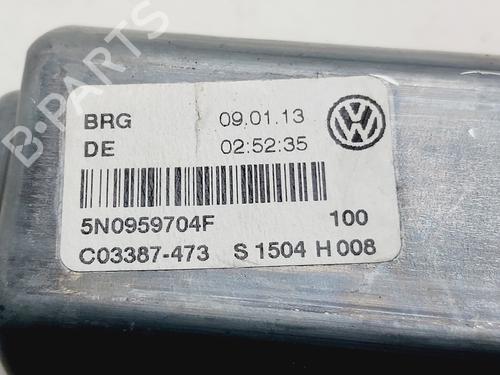 BRG 09.01.13
DE 02:52:35
5N0959704F 100
C03387-473 S 1504 H 008
B-PARTS